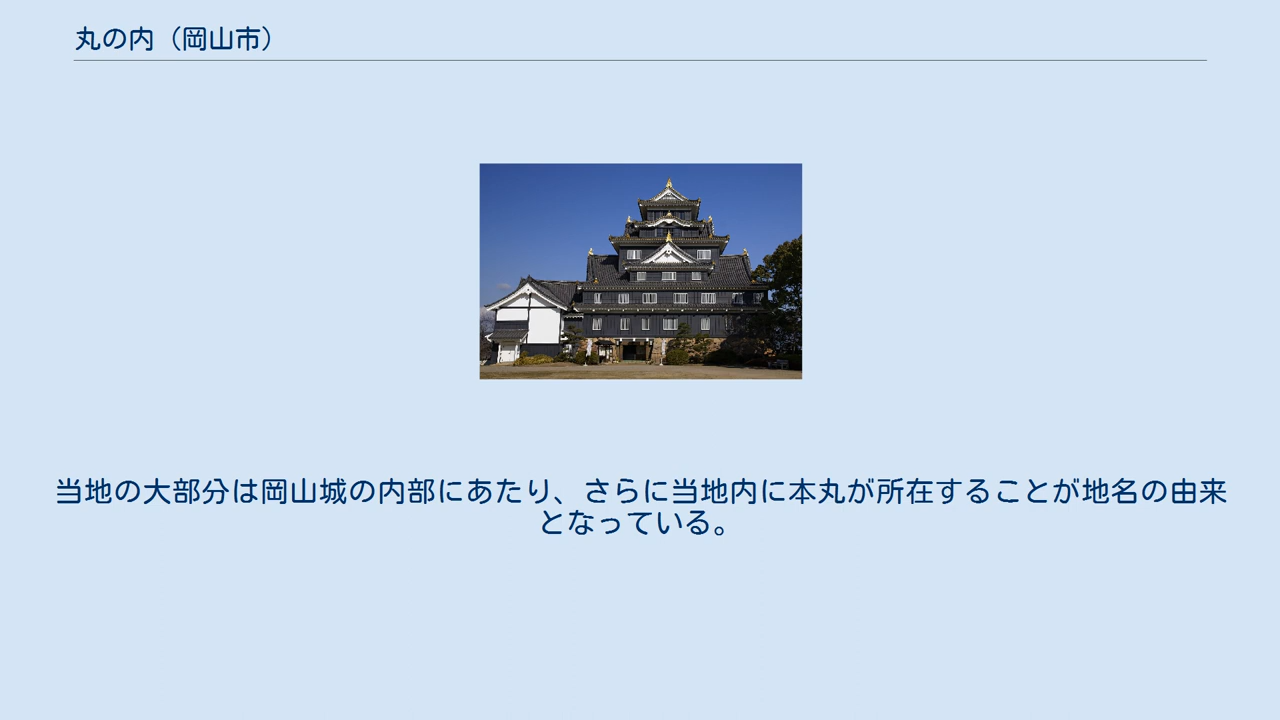 丸の内（岡山市）
当地の大部分は岡山城の内部にあたり、さらに当地内に本丸が所在することが地名の由来
となっている。